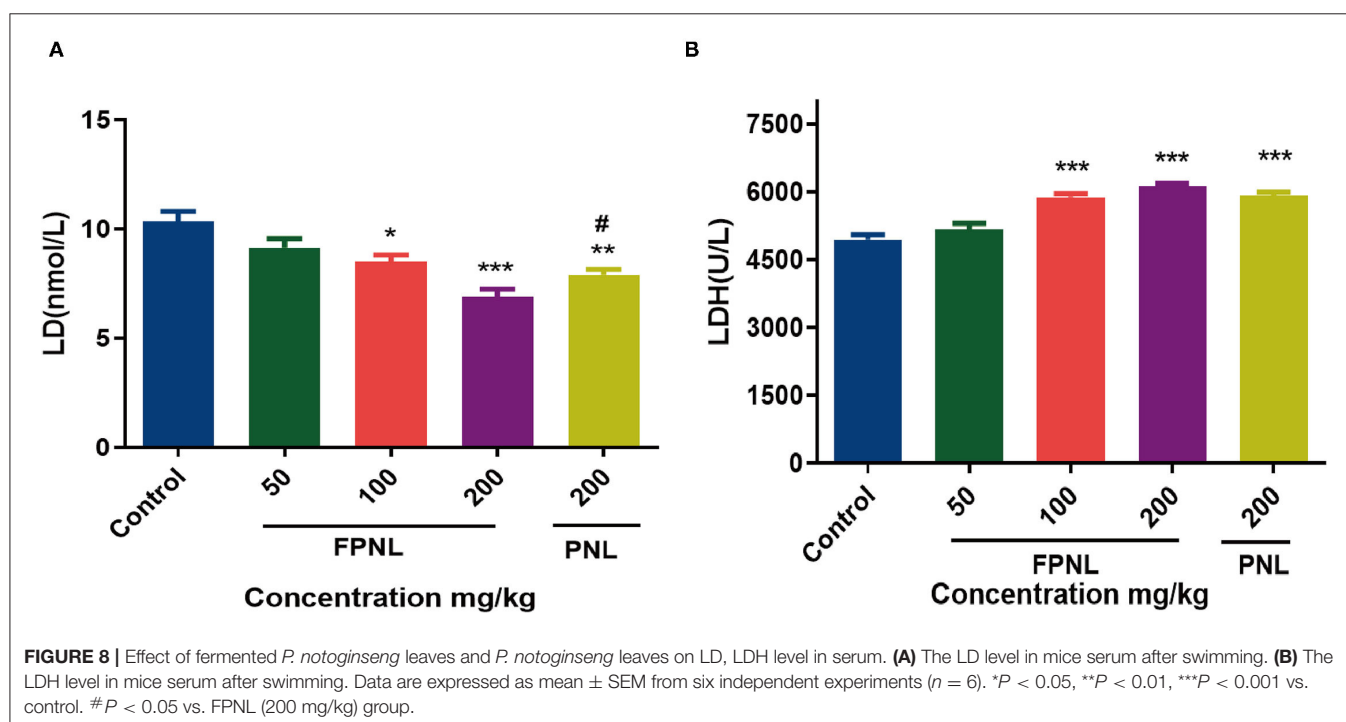 A
15
10
5
0
LD(nmol/L)
*
***
#
**
Control
50
100
200
200
FPNL
PNL
Concentration mg/kg
B
7500
6000
4500
3000
1500
0
LDH(U/L)
***
***
***
Control
50
100
200
200
FPNL
PNL
Concentration mg/kg
FIGURE 8 | Effect of fermented P. notoginseng leaves and P. notoginseng leaves on LD, LDH level in serum. (A) The LD level in mice serum after swimming. (B) The
LDH level in mice serum after swimming. Data are expressed as mean ± SEM from six independent experiments (n = 6). *P < 0.05, **P < 0.01, ***P < 0.001 vs.
control. #P < 0.05 vs. FPNL (200 mg/kg) group.